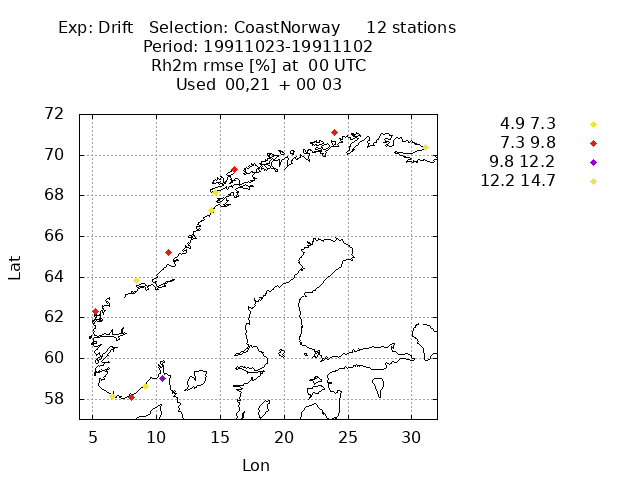 Exp: Drift Selection: CoastNorway 12 stations
Period: 19911023-19911102
Rh2m rmse [%] at 00 UTC
Used 00,21 + 00 03
72
70
68
66
64
62
60
58
Lat
5 10 15 20 25 30
Lon
4.9 7.3
7.3 9.8
9.8 12.2
12.2 14.7